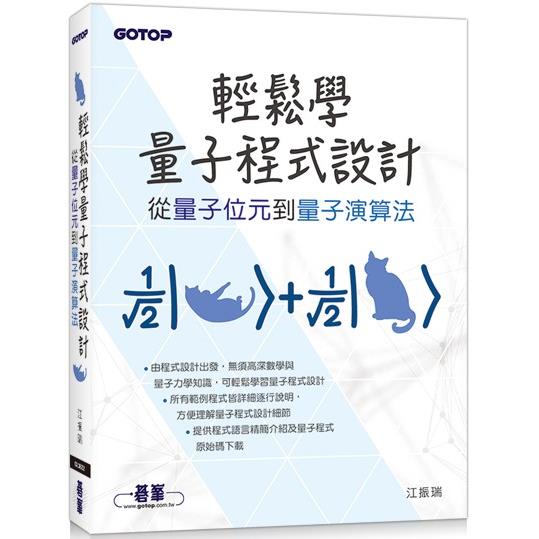 GOTOP
輕鬆學
量子程式設計
從量子位元到量子演算法
1/√2|⟩+1/√2|⟩
•由程式設計出發，無須高深數學與
量子力學知識，可輕鬆學習量子程式設計
•所有範例程式皆詳細逐行說明，
方便理解量子程式設計細節
•提供程式語言精簡介紹及量子程式
原始碼下載
碁峯
www.gotop.com.tw
江振瑞
輕鬆學量子程式設計
從量子位元到量子演算法
江振瑞
碁峯